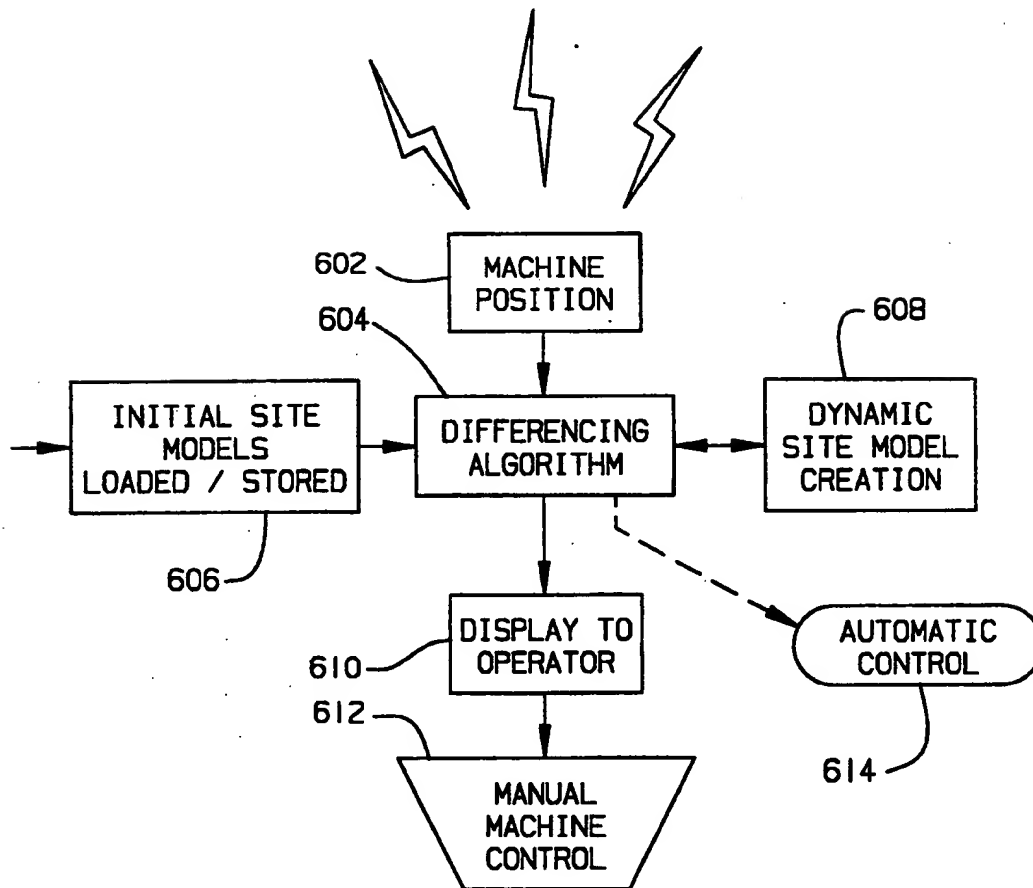 602
MACHINE
POSITION
604
608
INITIAL SITE
MODELS
LOADED / STORED
DIFFERENCING
ALGORITHM
DYNAMIC
SITE MODEL
CREATION
606
610
DISPLAY TO
OPERATOR
AUTOMATIC
CONTROL
612
614
MANUAL
MACHINE
CONTROL